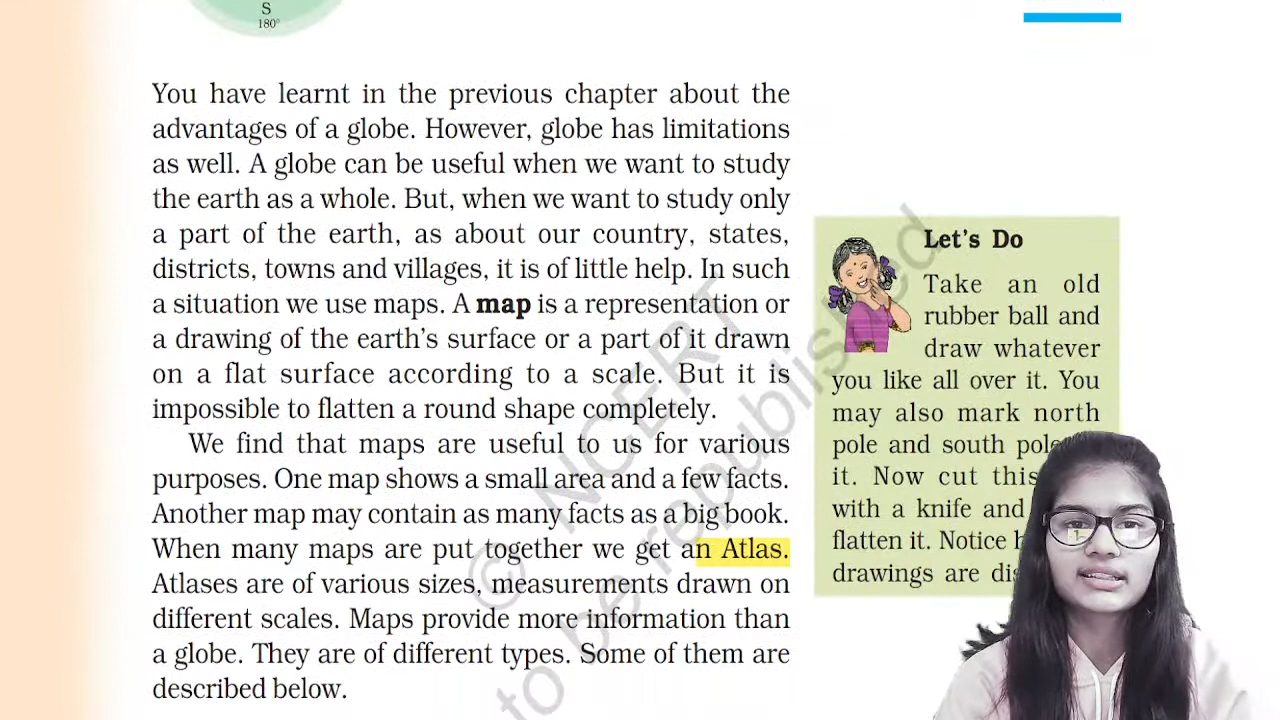 S
180°
You have learnt in the previous chapter about the
advantages of a globe. However, globe has limitations
as well. A globe can be useful when we want to study
the earth as a whole. But, when we want to study only
a part of the earth, as about our country, states,
districts, towns and villages, it is of little help. In such
a situation we use maps. A map is a representation or
a drawing of the earth's surface or a part of it drawn
on a flat surface according to a scale. But it is
impossible to flatten a round shape completely.
We find that maps are useful to us for various
purposes. One map shows a small area and a few facts.
Another map may contain as many facts as a big book.
When many maps are put together we get an Atlas.
Atlases are of various sizes, measurements drawn on
different scales. Maps provide more information than
a globe. They are of different types. Some of them are
described below.
Let's Do
Take an old
rubber ball and
draw whatever
you like all over it. You
may also mark north
pole and south pole
it. Now cut this
with a knife and
flatten it. Notice
drawings are
© NCERT
to be republished